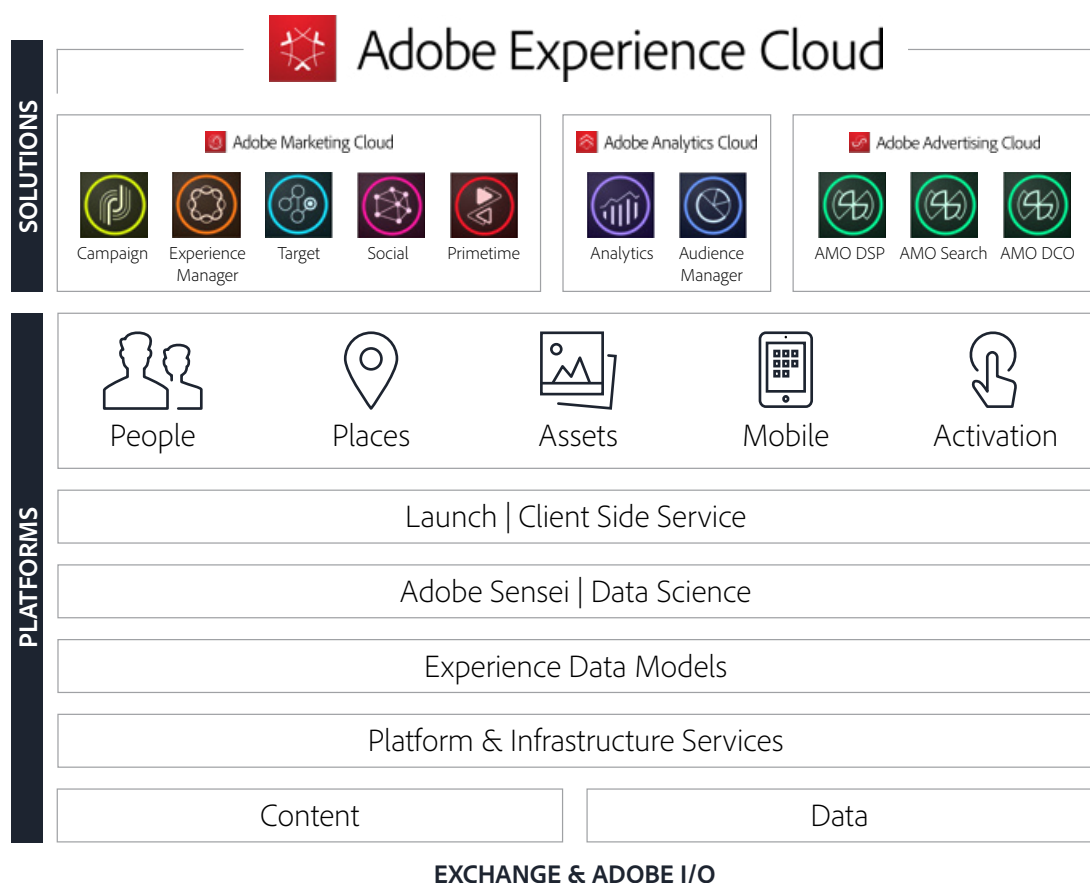 Adobe Experience Cloud
SOLUTIONS
Adobe Marketing Cloud
Campaign
Experience
Manager
Target
Social
Primetime
Adobe Analytics Cloud
Analytics
Audience
Manager
Adobe Advertising Cloud
AMO DSP
AMO Search
AMO DCO
PLATFORMS
People
Places
Assets
Mobile
Activation
Launch | Client Side Service
Adobe Sensei | Data Science
Experience Data Models
Platform & Infrastructure Services
Content
Data
EXCHANGE & ADOBE I/O